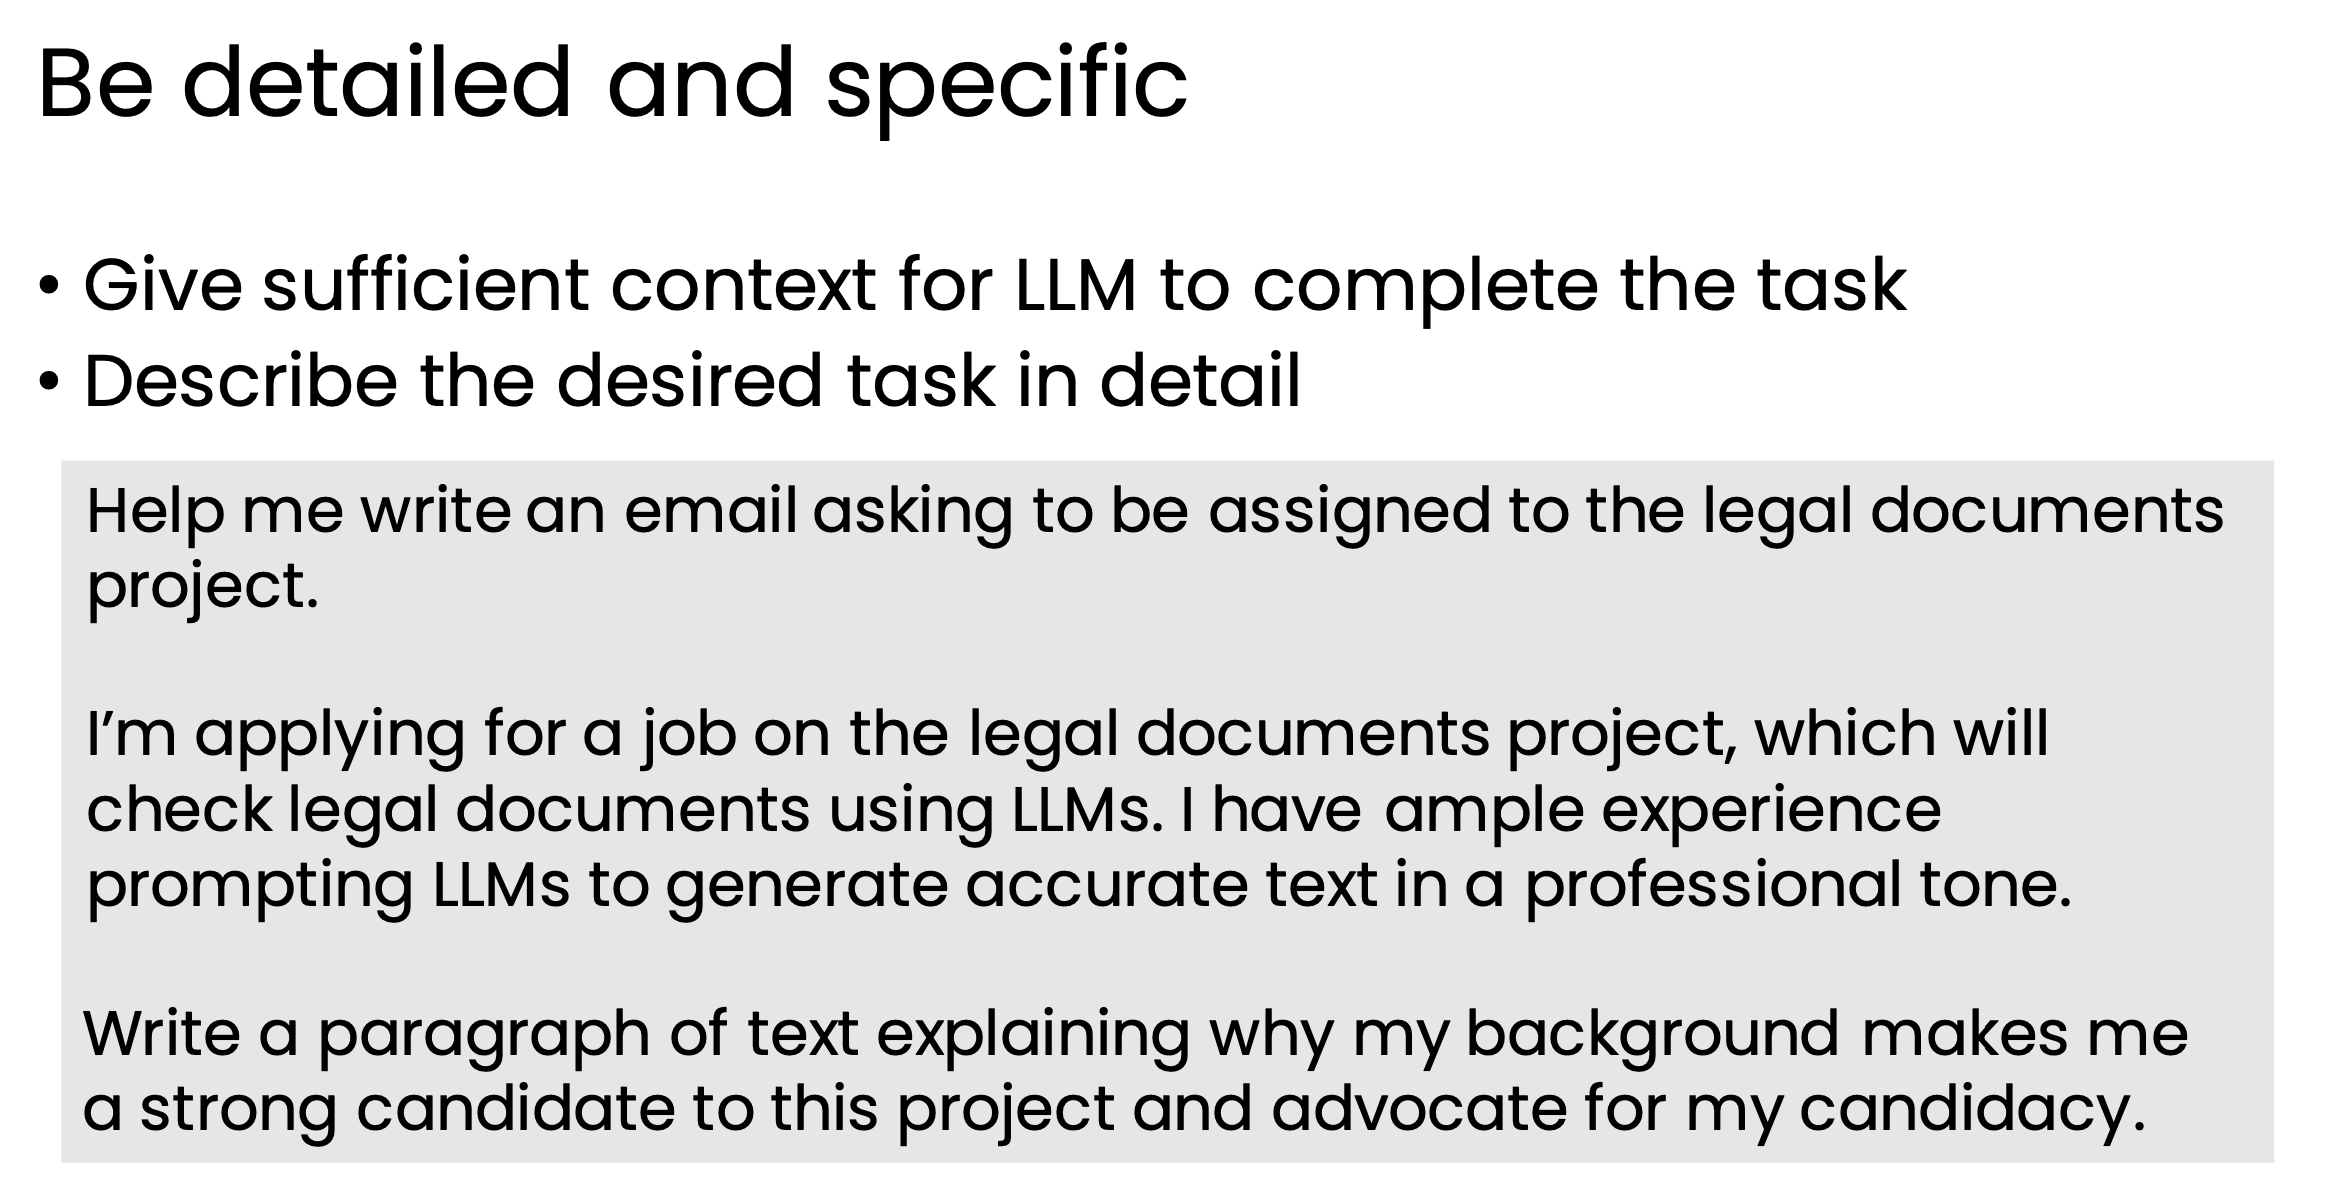 Be detailed and specific
• Give sufficient context for LLM to complete the task
• Describe the desired task in detail
Help me write an email asking to be assigned to the legal documents
project.
I’m applying for a job on the legal documents project, which will
check legal documents using LLMs. I have ample experience
prompting LLMs to generate accurate text in a professional tone.
Write a paragraph of text explaining why my background makes me
a strong candidate to this project and advocate for my candidacy.